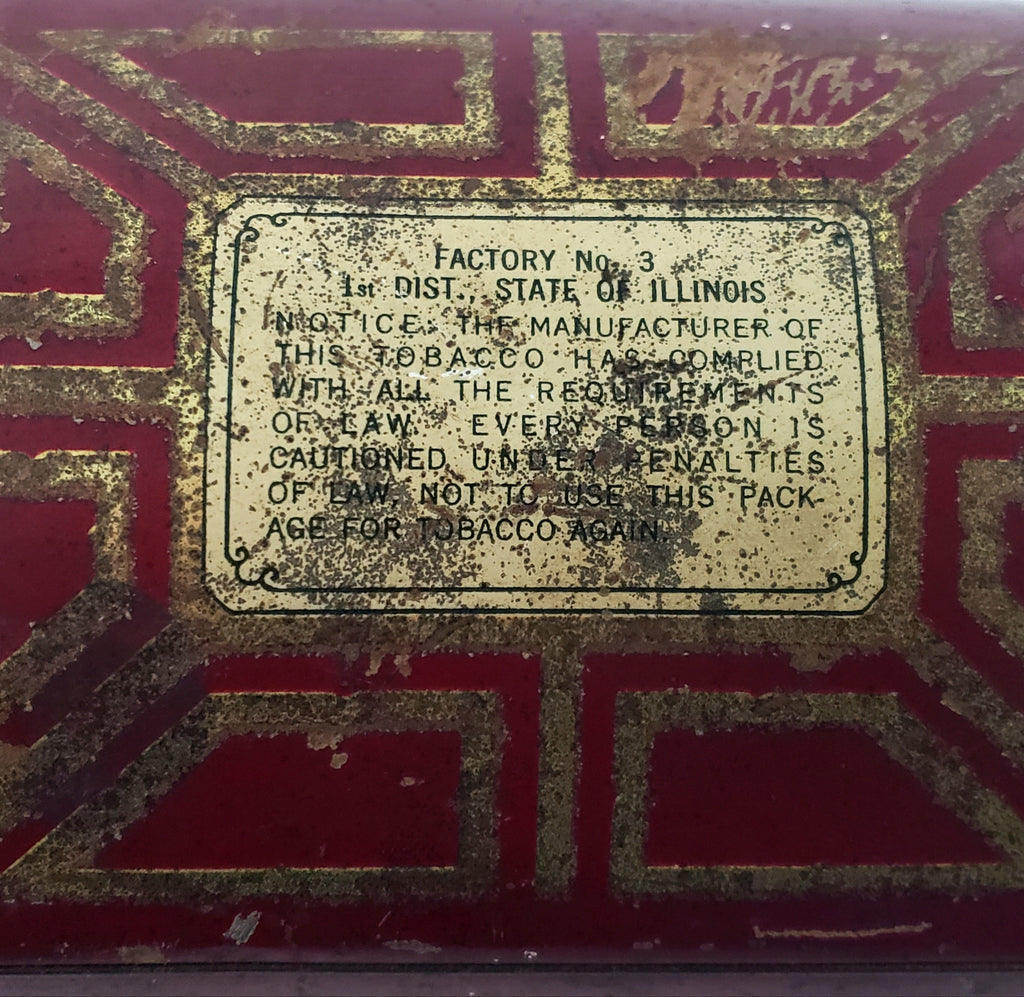 FACTORY No. 3
1st DIST., STATE OF ILLINOIS
NOTICE: THE MANUFACTURER OF
THIS TOBACCO HAS COMPLIED
WITH ALL THE REQUIREMENTS
OF LAW. EVERY PERSON IS
CAUTIONED UNDER PENALTIES
OF LAW, NOT TO USE THIS PACK-
AGE FOR TOBACCO AGAIN.